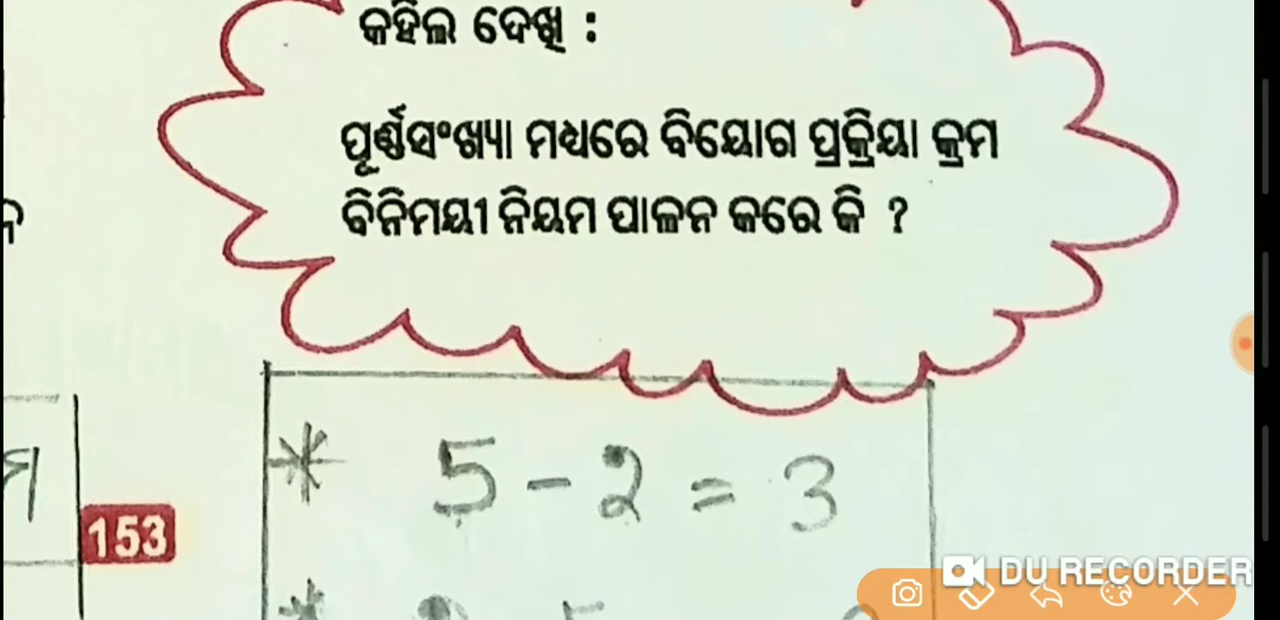 କହିଲ ଦେଖି :
ପୂର୍ଣ୍ଣସଂଖ୍ୟା ମଧ୍ୟରେ ବିୟୋଗ ପ୍ରକ୍ରିୟା କ୍ରମ
ବିନିମୟୀ ନିୟମ ପାଳନ କରେ କି ?
ନ
* 5 - 2 = 3
ମ
153
DU RECORDER